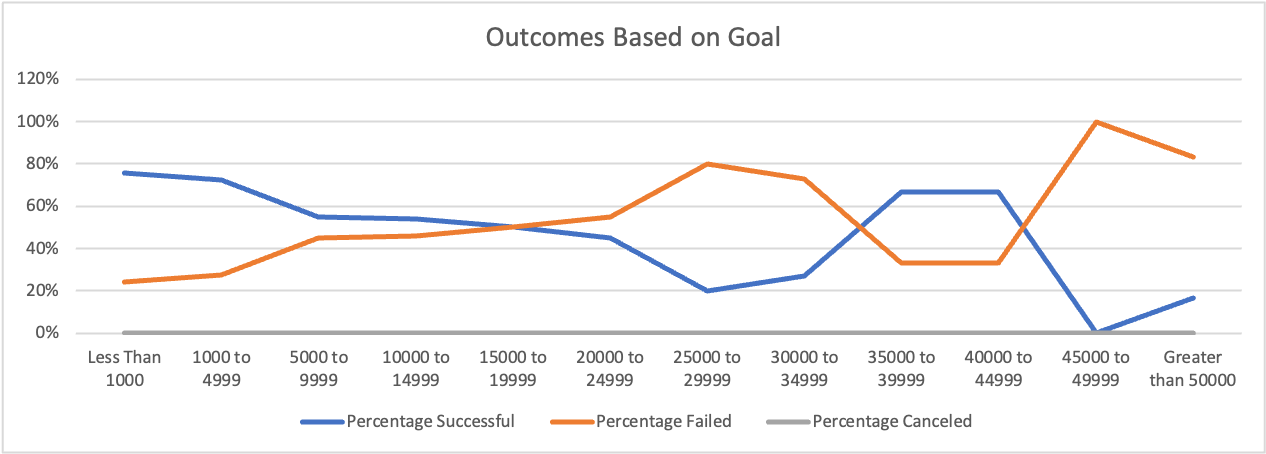 Outcomes Based on Goal
120%
100%
80%
60%
40%
20%
0%
Less Than 1000 to 5000 to 10000 to 15000 to 20000 to 25000 to 30000 to 35000 to 40000 to 45000 to Greater
1000 4999 9999 14999 19999 24999 29999 34999 39999 44999 49999 than 50000
Percentage Successful Percentage Failed Percentage Canceled